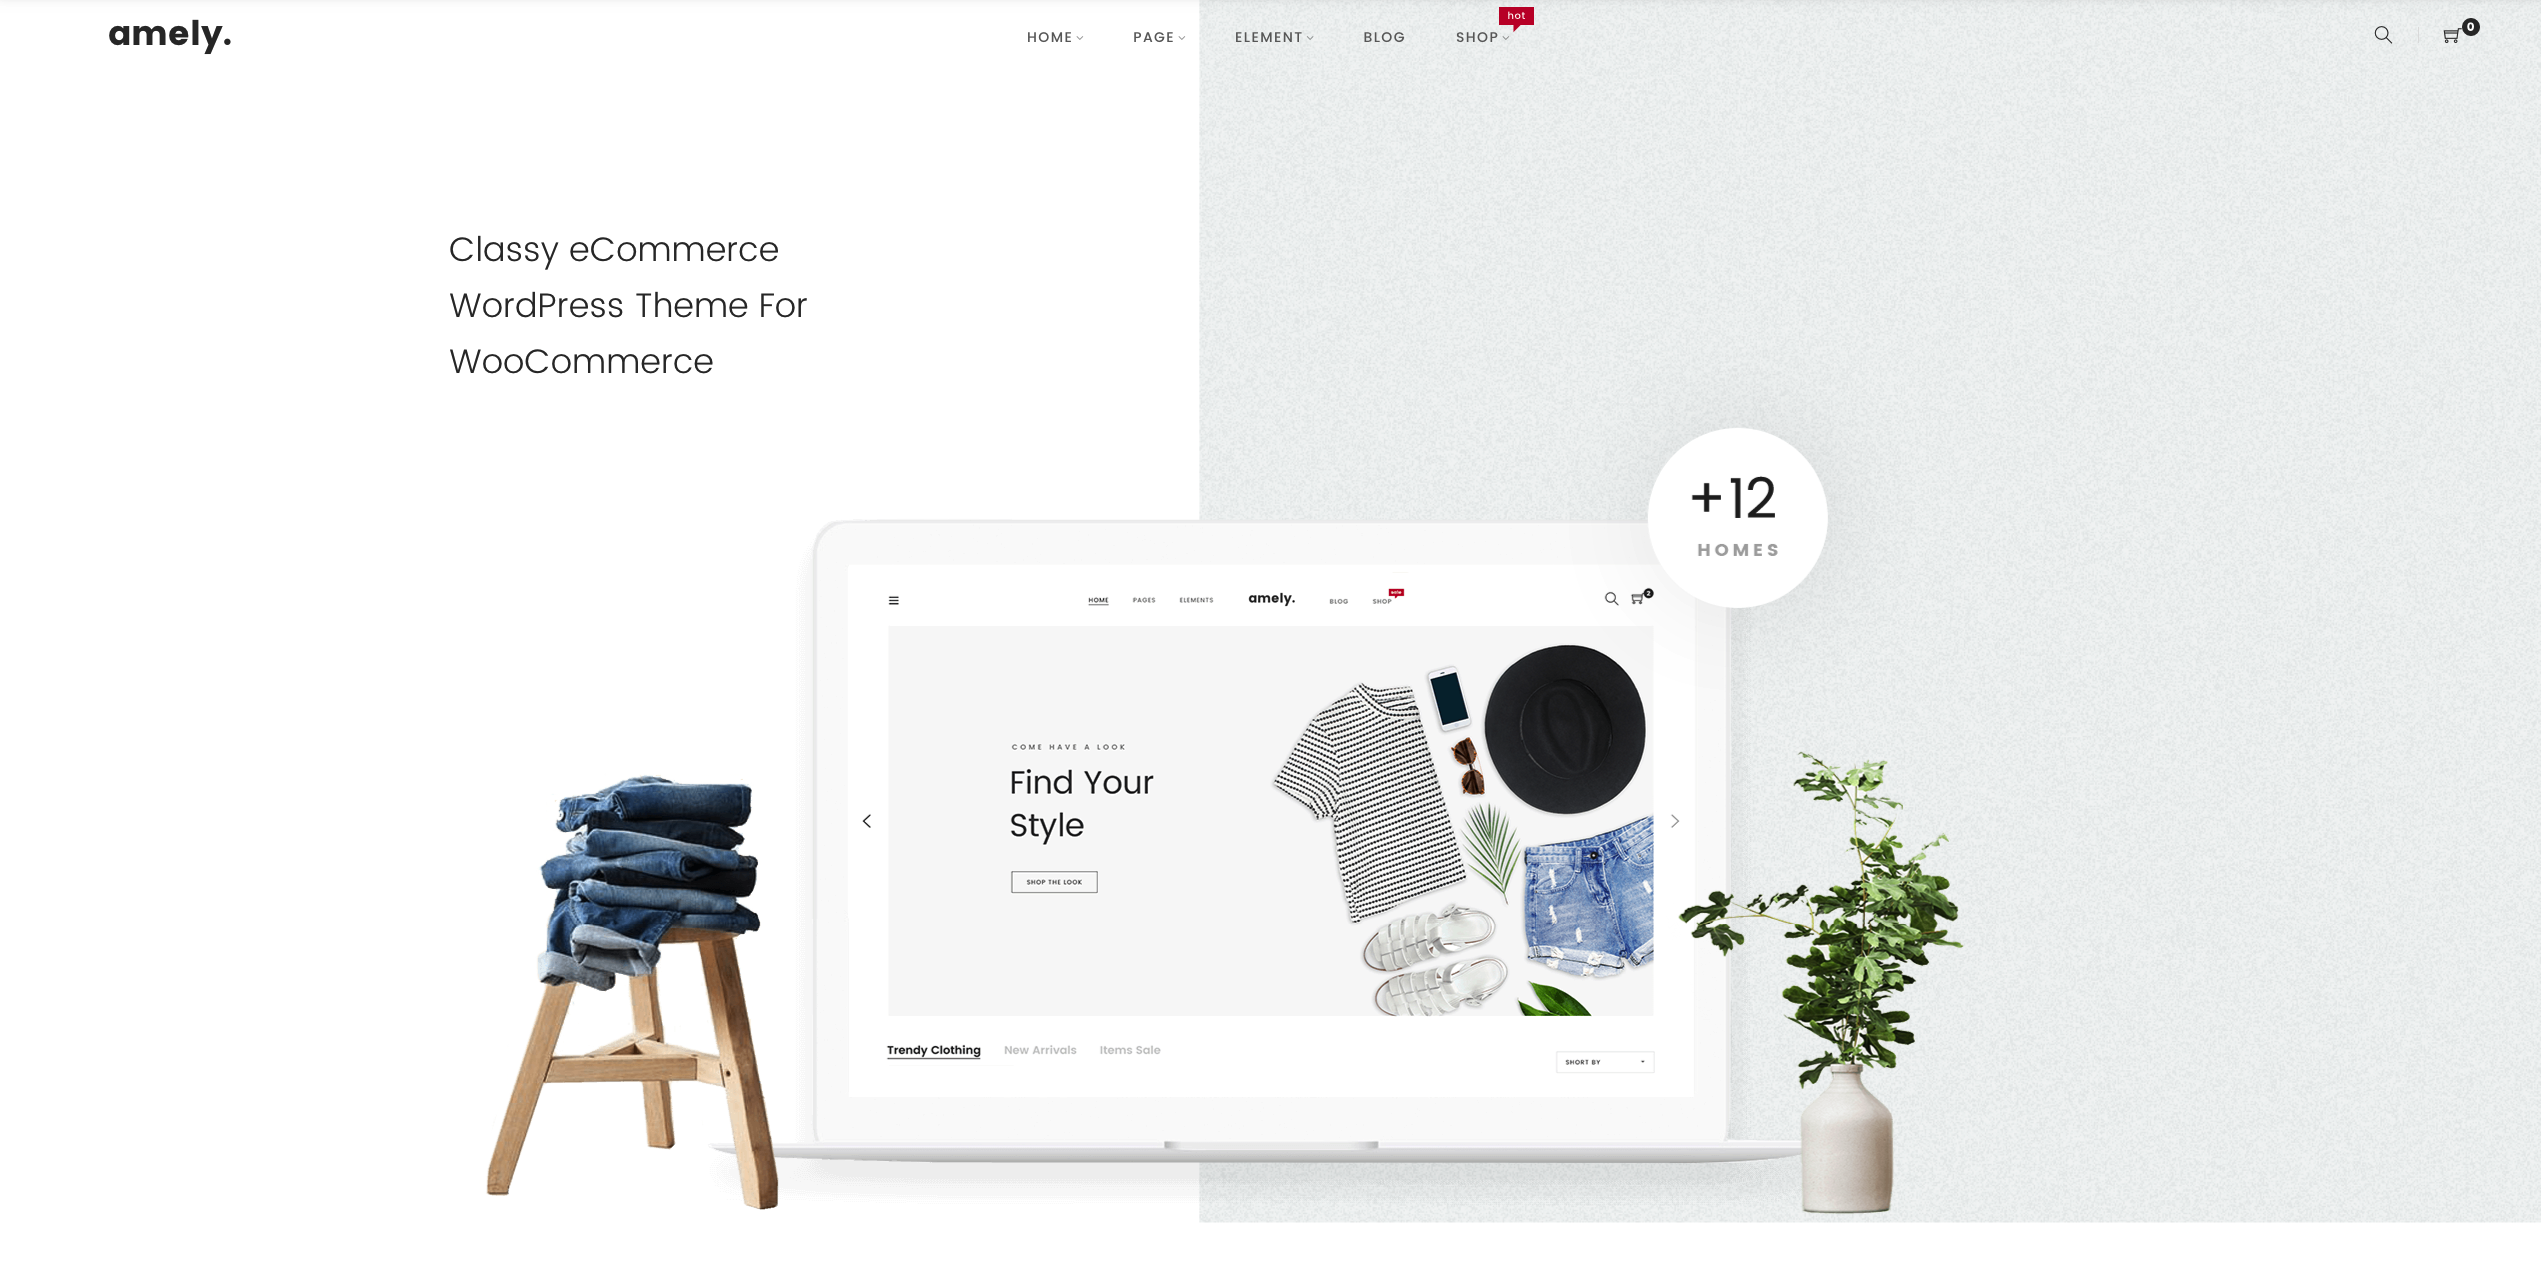 amely.
HOME
PAGE
ELEMENT
BLOG
SHOP
hot
0
Classy eCommerce
WordPress Theme For
WooCommerce
+12
HOMES
HOME
PAGES
ELEMENTS
amely.
BLOG
SHOP
sale
2
COME HAVE A LOOK
Find Your
Style
SHOP THE LOOK
Trendy Clothing
New Arrivals
Items Sale
SHORT BY